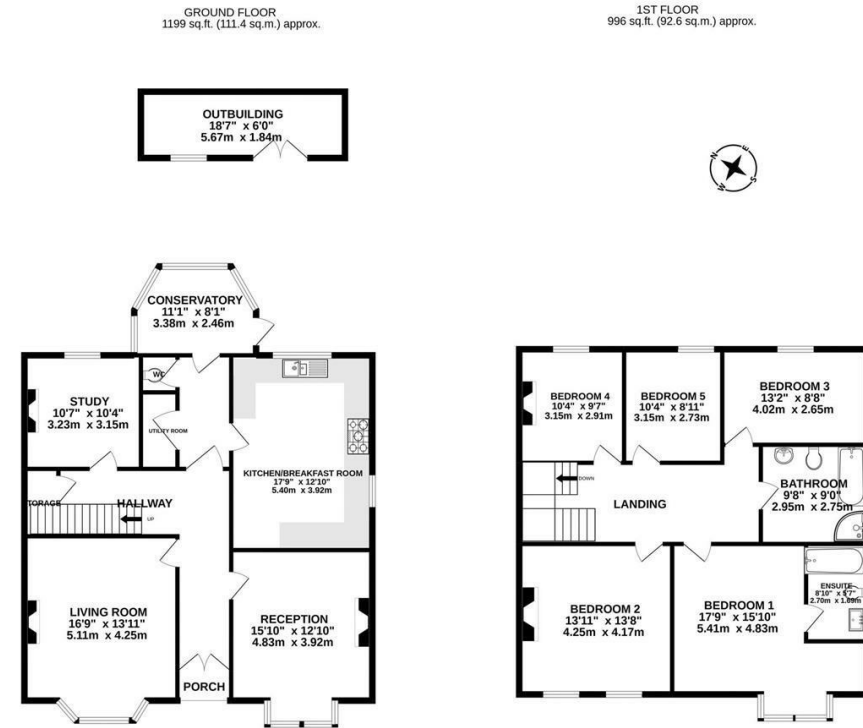 GROUND FLOOR
1199 sq.ft. (111.4 sq.m.) approx.
OUTBUILDING
18'7" x 6'0"
5.67m x 1.84m
CONSERVATORY
11'1" x 8'1"
3.38m x 2.46m
STUDY
10'7" x 10'4"
3.23m x 3.15m
WC
UTILITY ROOM
KITCHEN/BREAKFAST ROOM
17'9" x 12'10"
5.40m x 3.92m
TORAGE
HALLWAY
UP
LIVING ROOM
16'9" x 13'11"
5.11m x 4.25m
RECEPTION
15'10" x 12'10"
4.83m x 3.92m
PORCH
1ST FLOOR
996 sq.ft. (92.6 sq.m.) approx.
N
E
W
S
BEDROOM 4
10'4" x 9'7"
3.15m x 2.91m
BEDROOM 5
10'4" x 8'11"
3.15m x 2.73m
BEDROOM 3
13'2" x 8'8"
4.02m x 2.65m
DOWN
LANDING
BATHROOM
9'8" x 9'0"
2.95m x 2.75m
BEDROOM 2
13'11" x 13'8"
4.25m x 4.17m
BEDROOM 1
17'9" x 15'10"
5.41m x 4.83m
ENSUITE
8'10" x 5'7"
2.70m x 1.69m